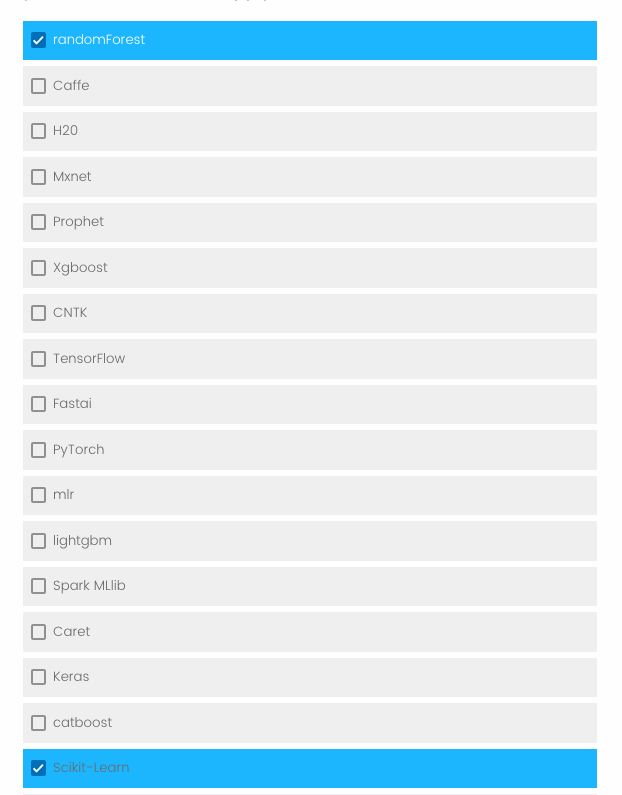 randomForest
Caffe
H20
Mxnet
Prophet
Xgboost
CNTK
TensorFlow
Fastai
PyTorch
mlr
lightgbm
Spark MLlib
Caret
Keras
catboost
Scikit-Learn